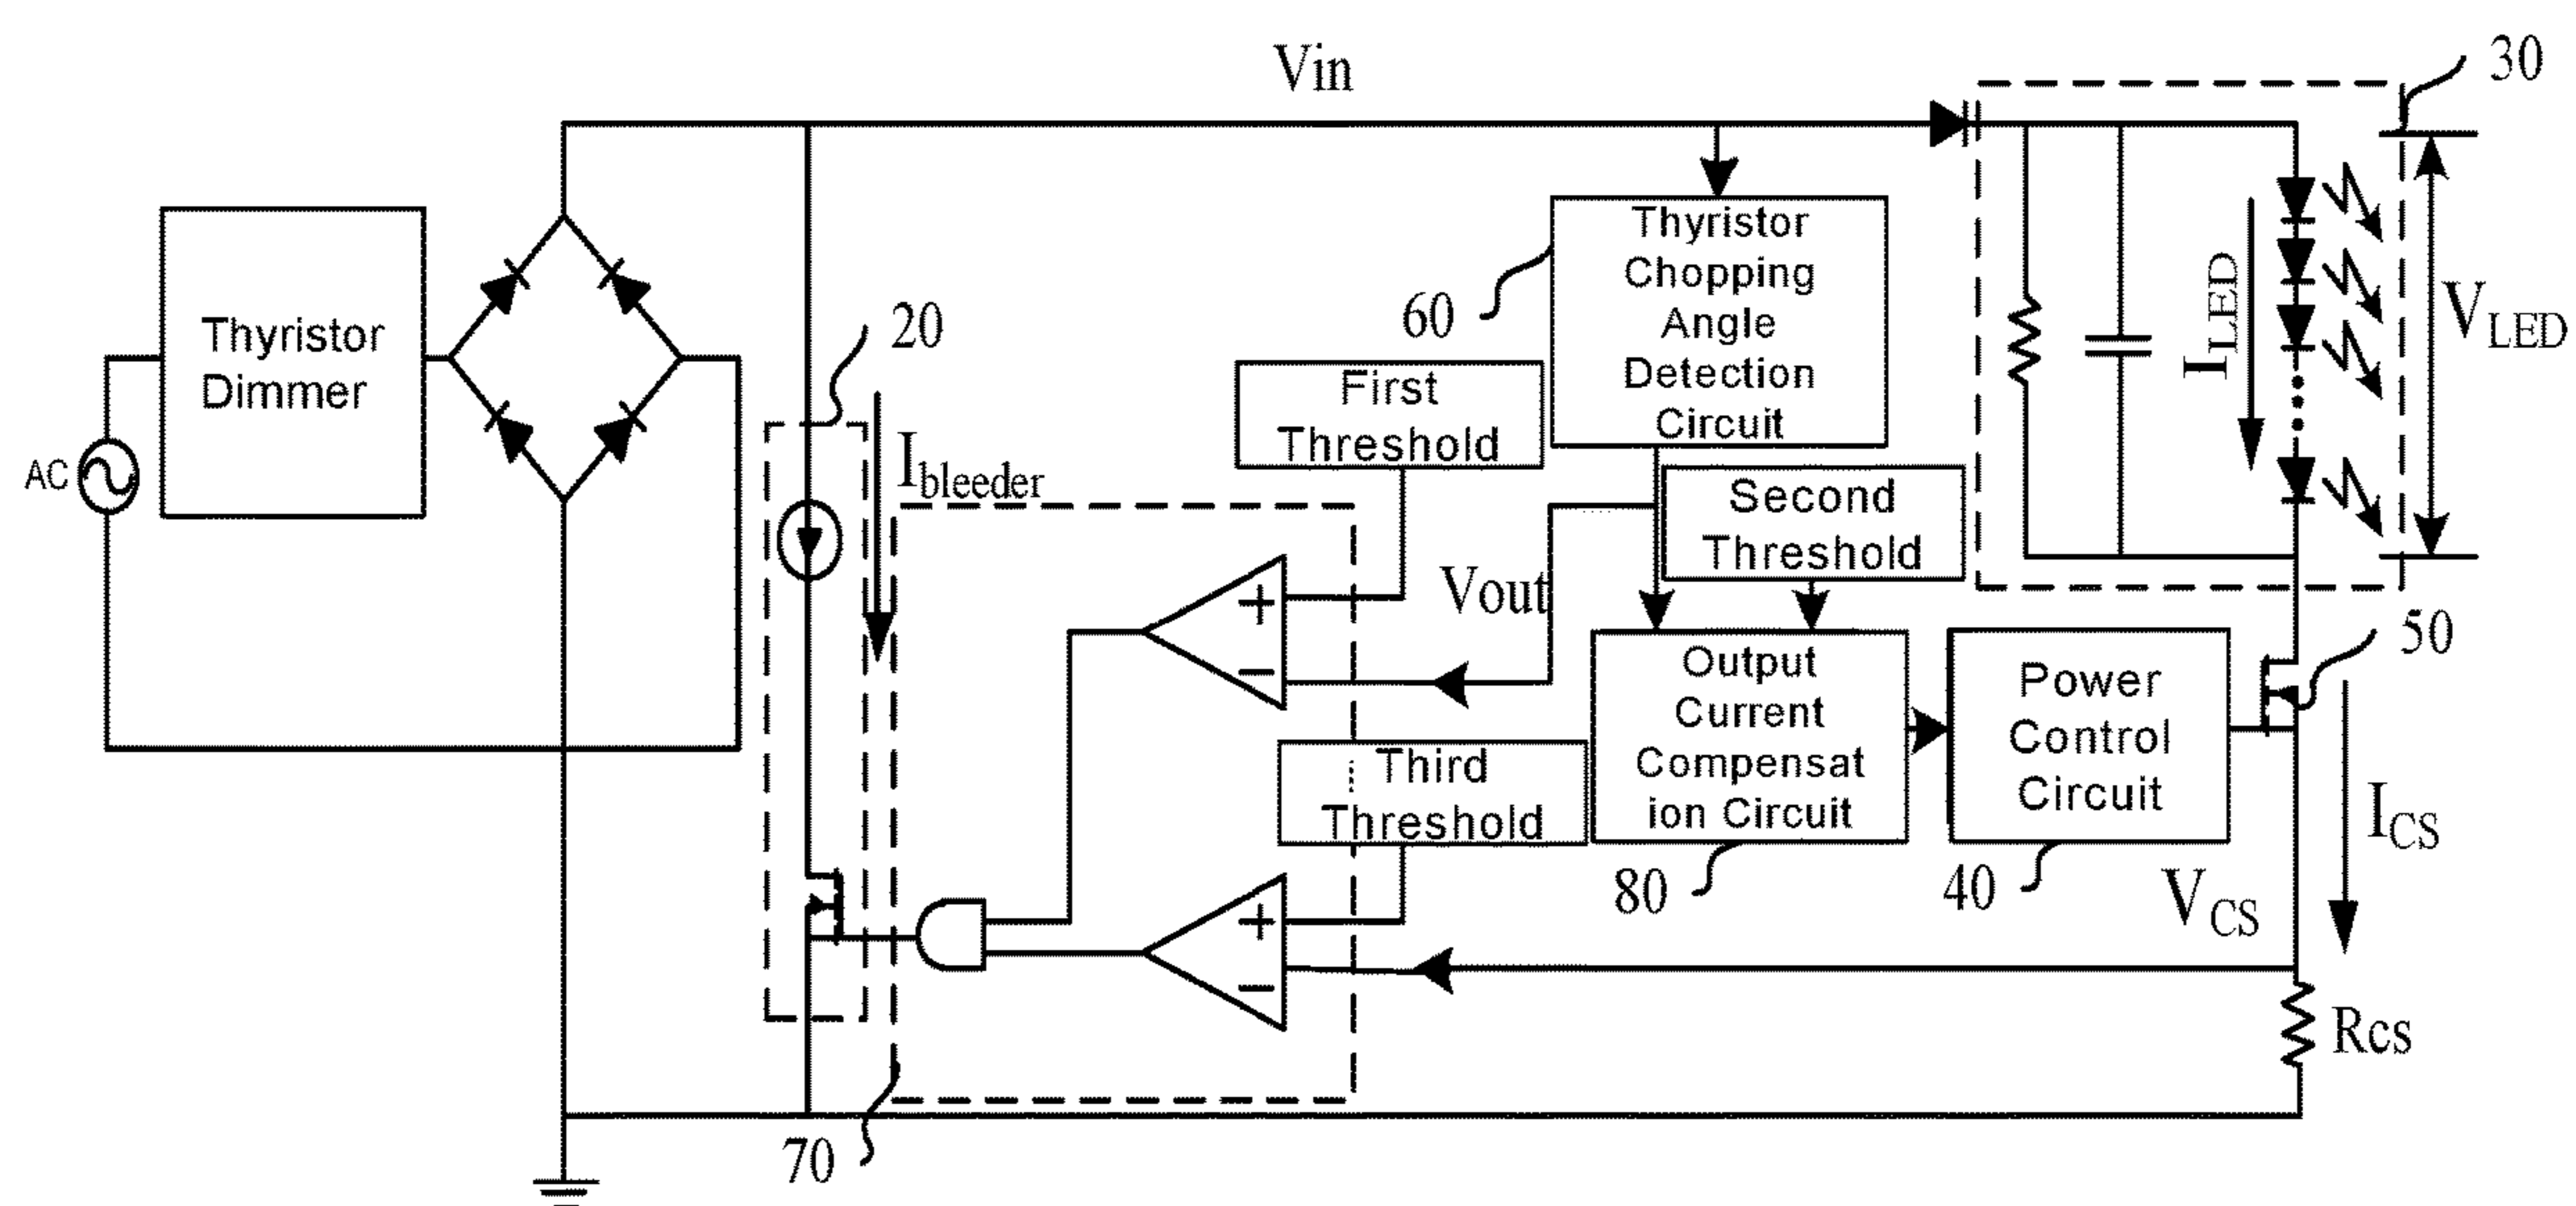 Vin
30
Thyristor
Chopping
Angle
Detection
Circuit
60
20
Thyristor
Dimmer
AC
First
Threshold
I_LED
V_LED
I_bleeder
Second
Threshold
Vout
50
Output
Current
Compensat
ion Circuit
Power
Control
Circuit
Third
Threshold
I_CS
80
40
V_CS
Rcs
70